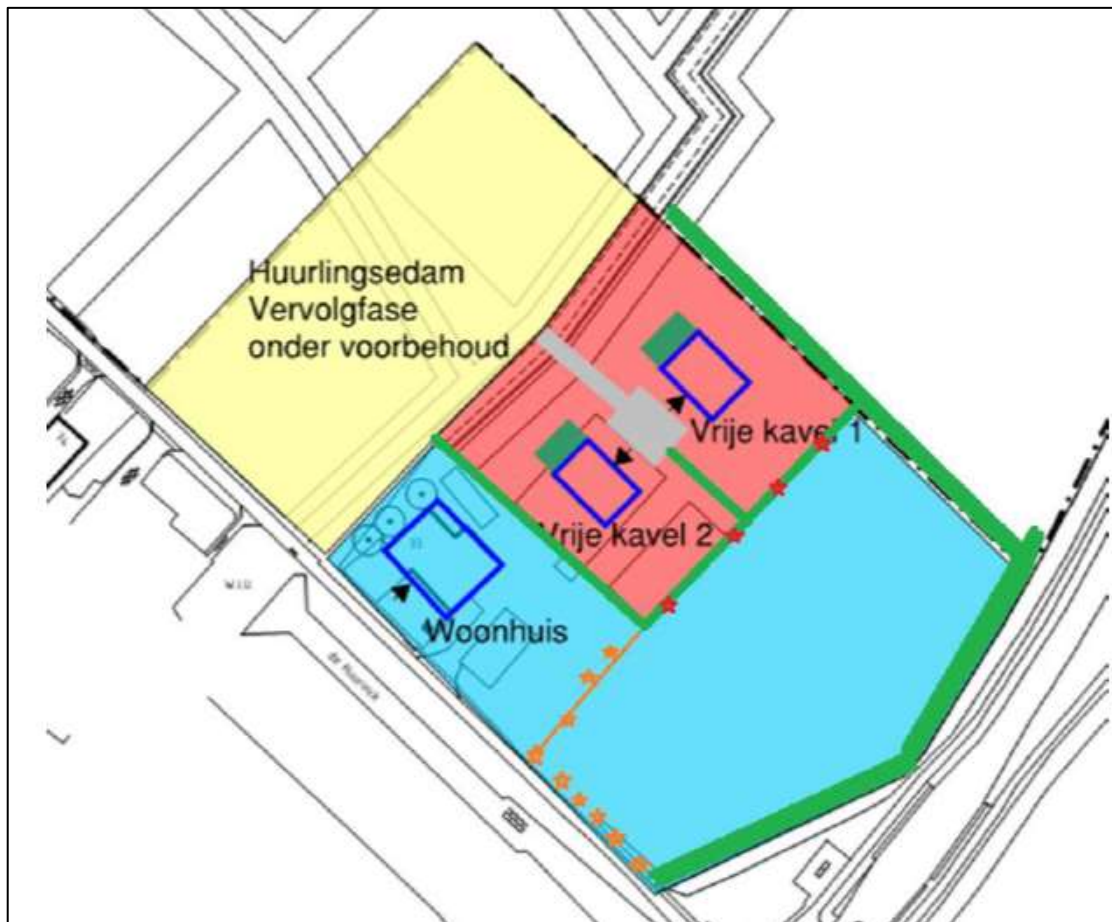 Huurlingsedam
Vervolgfase
onder voorbehoud
Vrije kavel 1
Vrije kavel 2
Woonhuis